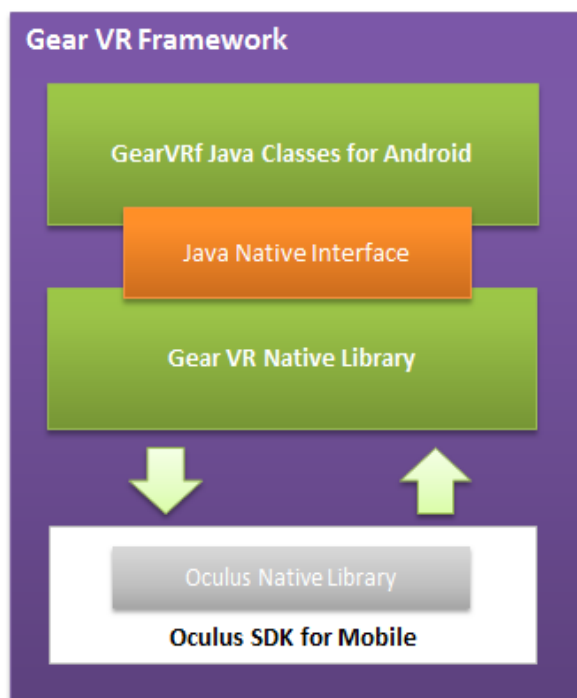 Gear VR Framework
GearVRf Java Classes for Android
Java Native Interface
Gear VR Native Library
Oculus Native Library
Oculus SDK for Mobile